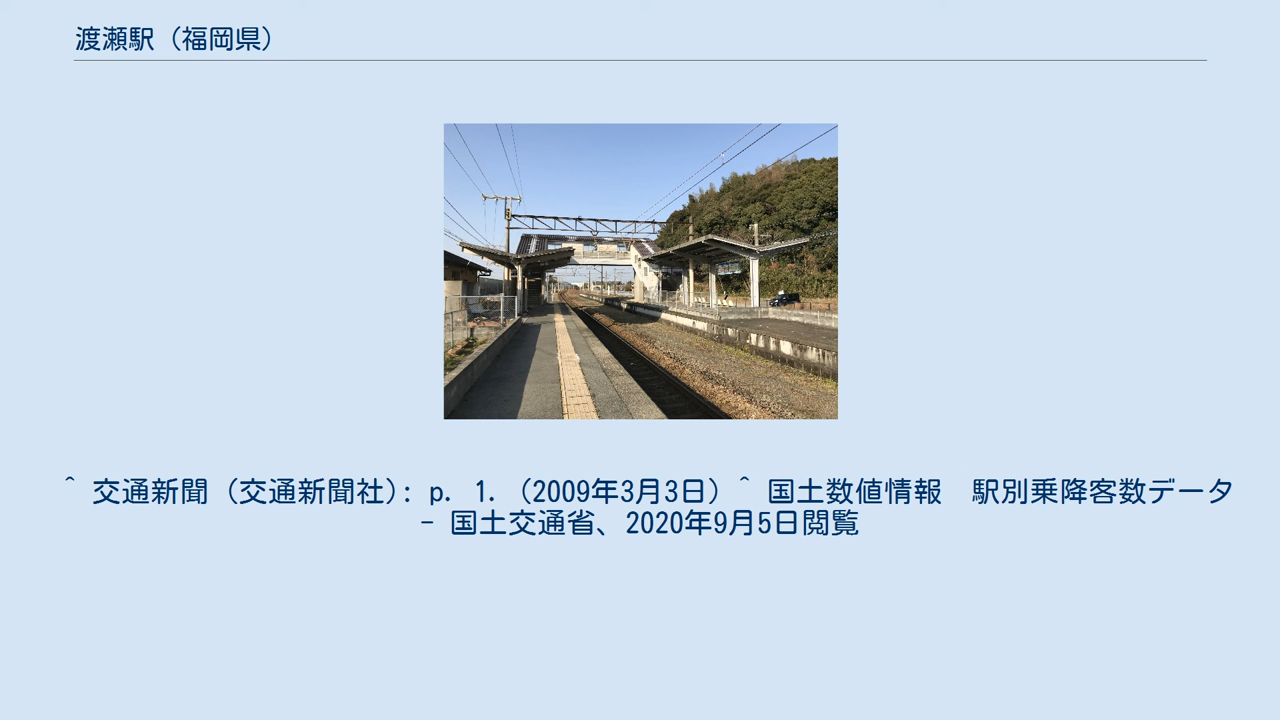 渡瀬駅（福岡県）
^ 交通新聞 (交通新聞社): p. 1. (2009年3月3日) ^ 国土数値情報　駅別乗降客数データ
- 国土交通省、2020年9月5日閲覧